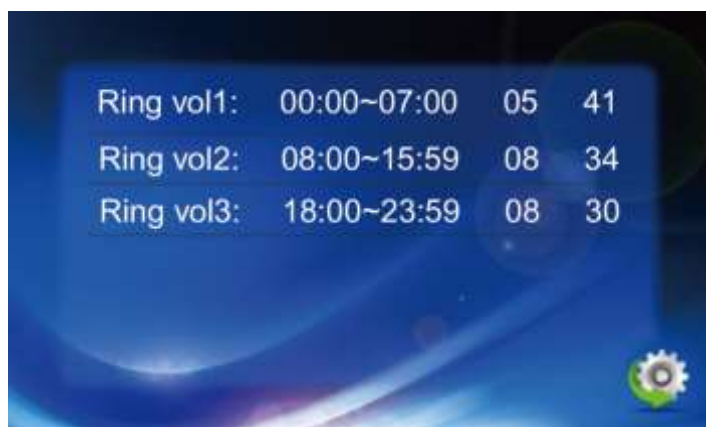 Ring vol1: 00:00~07:00 05 41
Ring vol2: 08:00~15:59 08 34
Ring vol3: 18:00~23:59 08 30